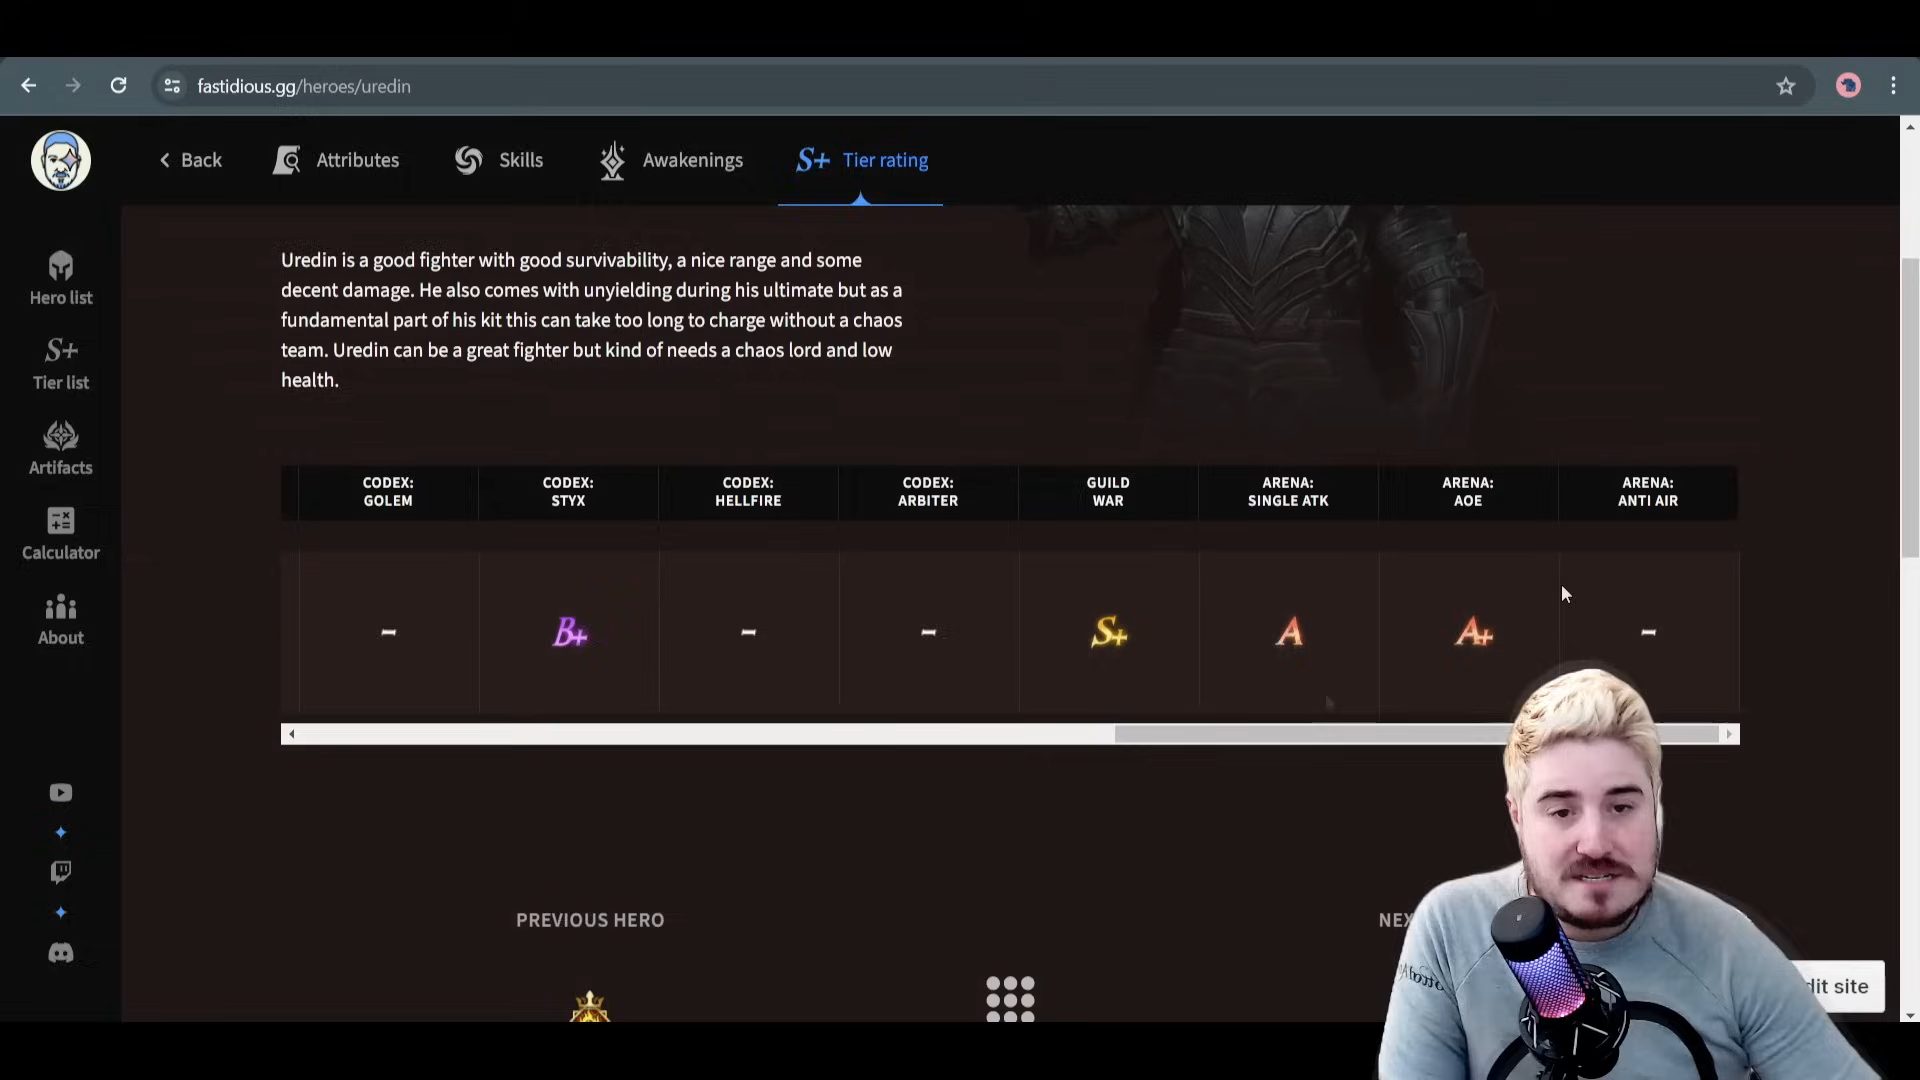 fastidious.gg/heroes/uredin
Back
Attributes
Skills
Awakenings
S+ Tier rating
Hero list
S+
Tier list
Artifacts
Calculator
About
Uredin is a good fighter with good survivability, a nice range and some
decent damage. He also comes with unyielding during his ultimate but as a
fundamental part of his kit this can take too long to charge without a chaos
team. Uredin can be a great fighter but kind of needs a chaos lord and low
health.
CODEX:
GOLEM
CODEX:
STYX
CODEX:
HELLFIRE
CODEX:
ARBITER
GUILD
WAR
ARENA:
SINGLE ATK
ARENA:
AOE
ARENA:
ANTI AIR
- B+ - - S+ A A+ -
PREVIOUS HERO
NEX
dit site